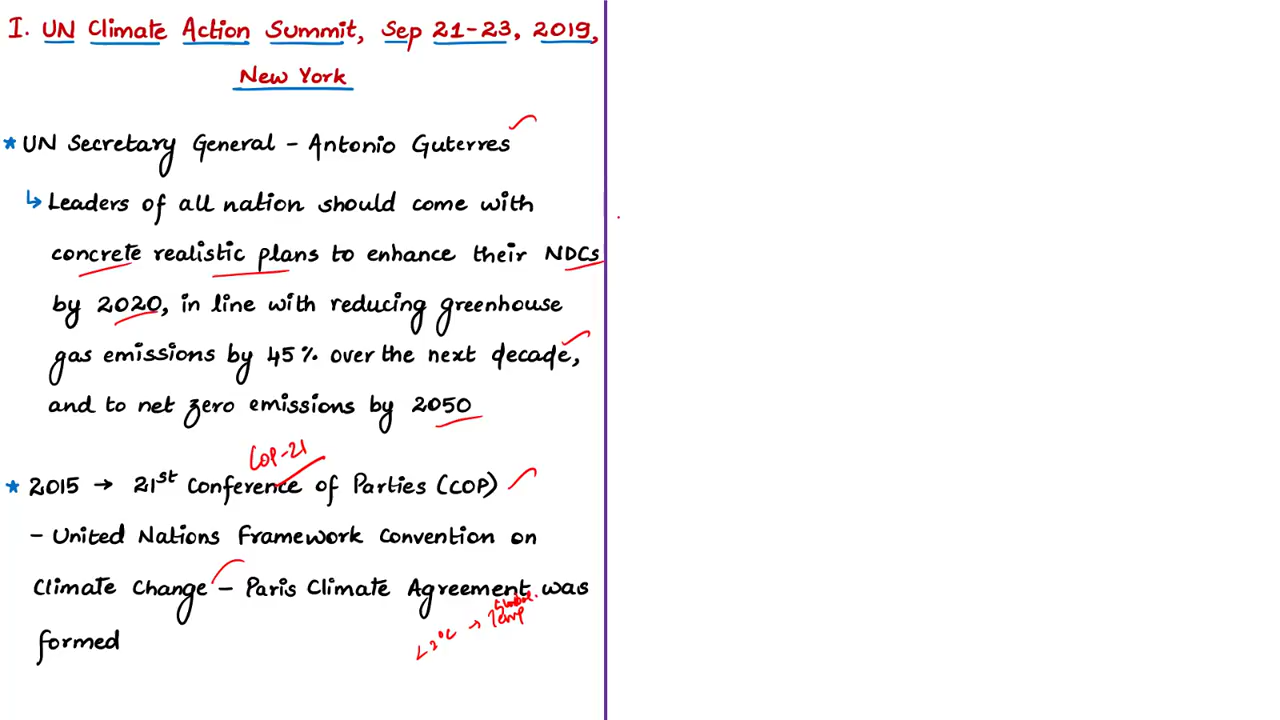 I. UN Climate Action Summit, Sep 21-23, 2019,
New York
* UN Secretary General - Antonio Guterres
↳ Leaders of all nation should come with
concrete realistic plans to enhance their NDCs
by 2020, in line with reducing greenhouse
gas emissions by 45% over the next decade,
and to net zero emissions by 2050
COP-21
* 2015 → 21st Conference of Parties (COP)
- United Nations Framework Convention on
Climate Change - Paris Climate Agreement was
formed
<2°C → Global Temp